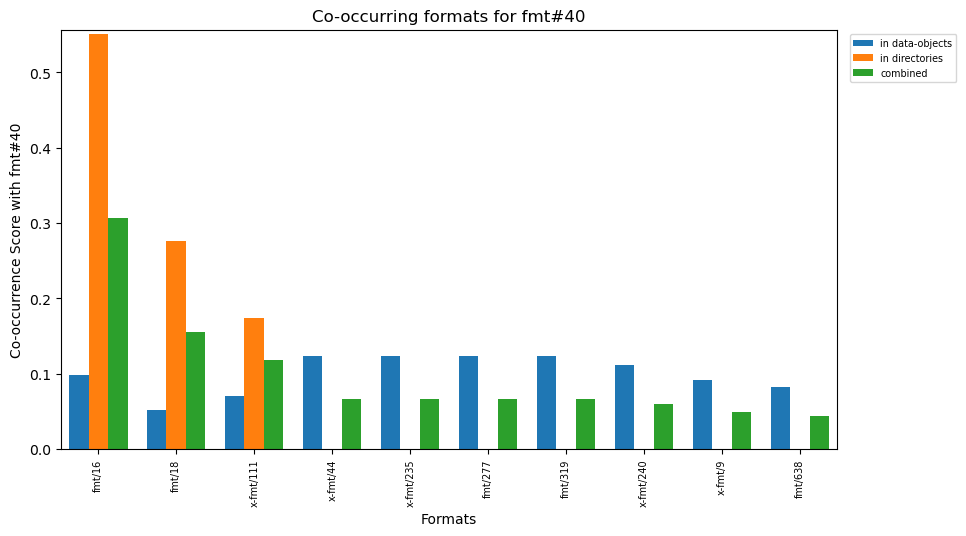 Co-occurring formats for fmt#40
in data-objects
in directories
combined
Co-occurrence Score with fmt#40
0.5
0.4
0.3
0.2
0.1
0.0
fmt/16
fmt/18
x-fmt/111
x-fmt/44
x-fmt/235
fmt/277
fmt/319
x-fmt/240
x-fmt/9
fmt/638
Formats